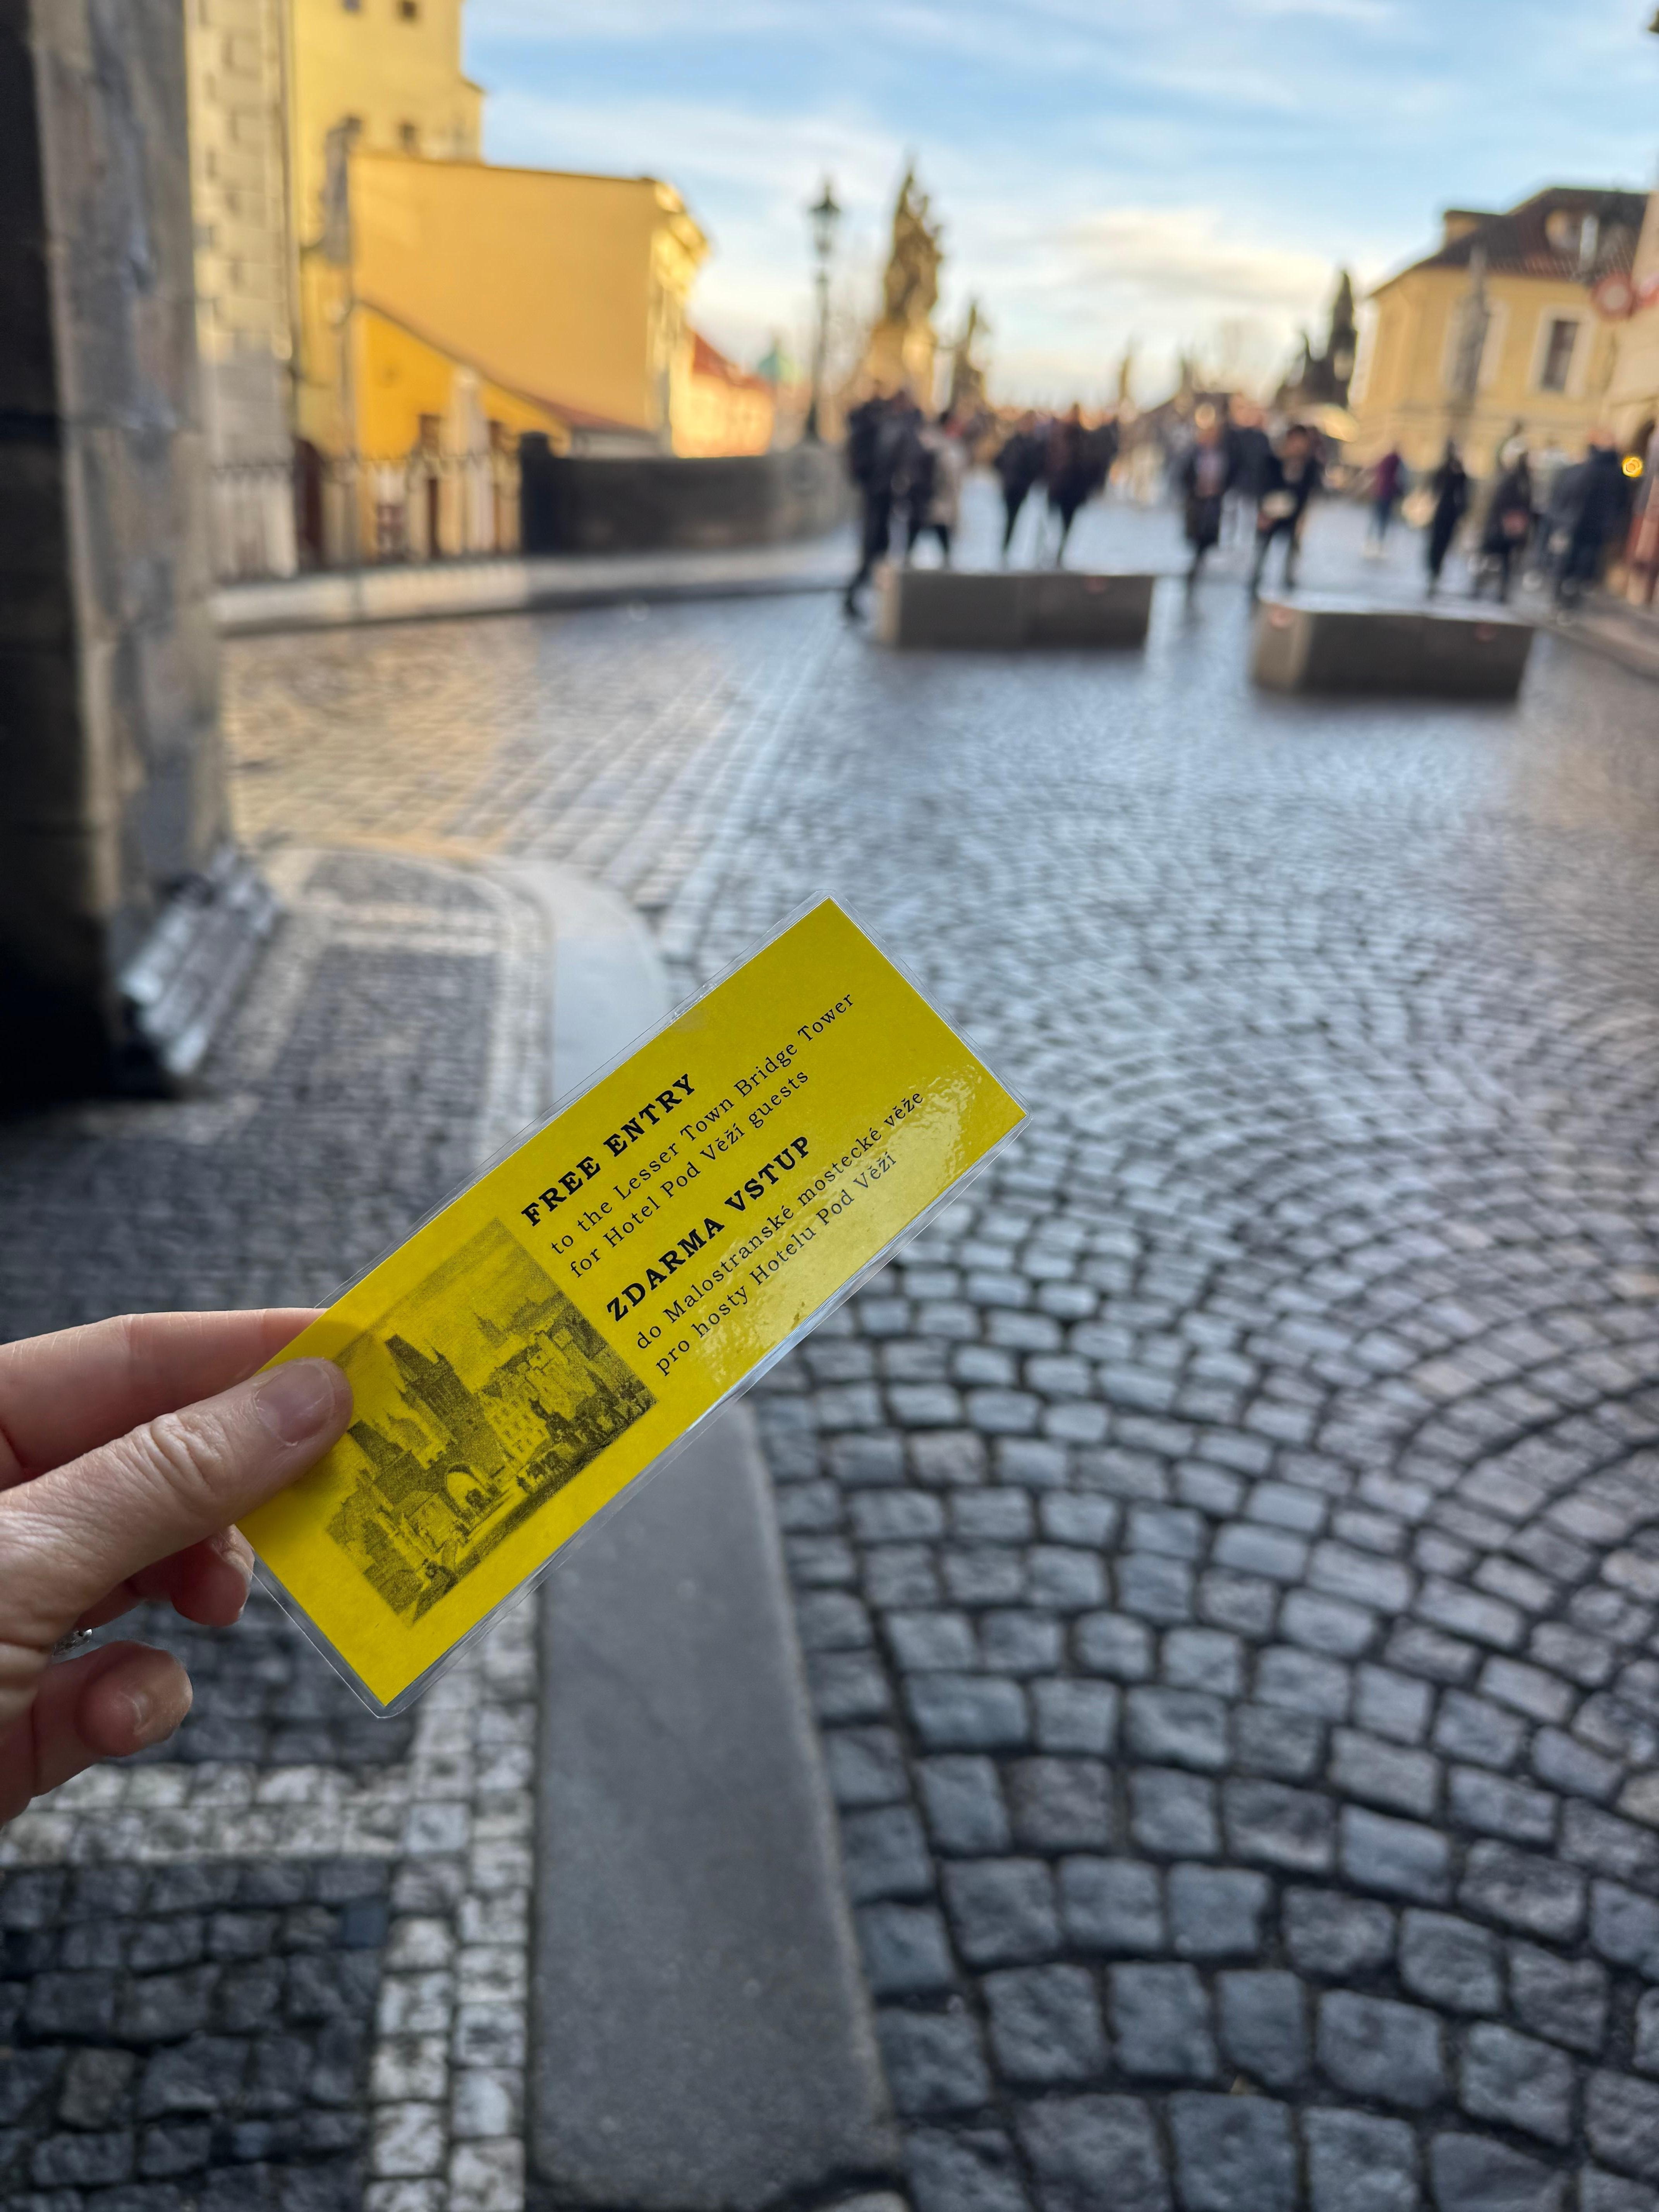 FREE ENTRY
to the Lesser Town Bridge Tower
for Hotel Pod Věží guests
ZDARMA VSTUP
do Malostranské mostecké věže
pro hosty Hotelu Pod Věží